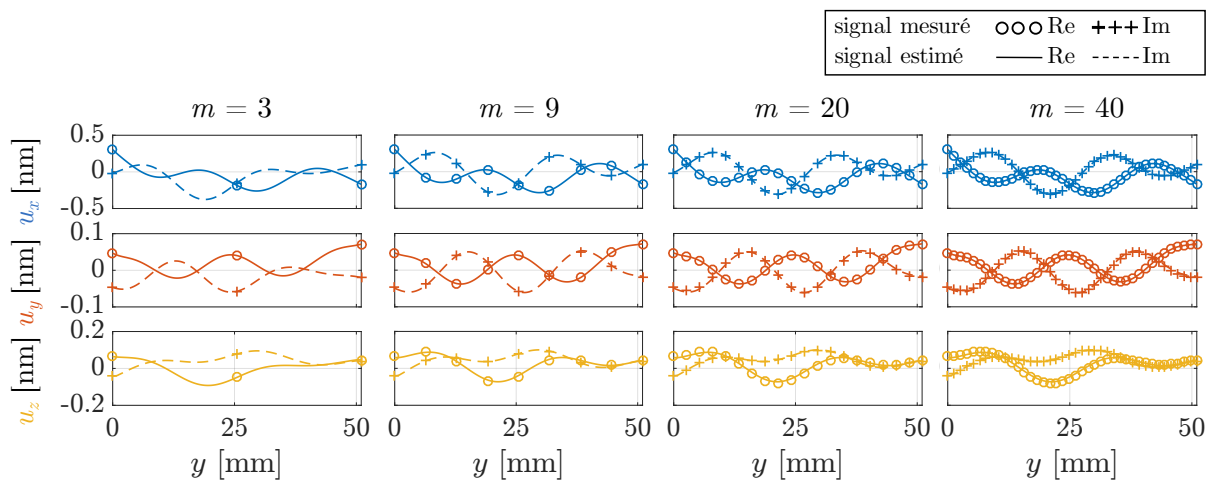 signal mesuré Re Im
signal estimé Re Im
m = 3 m = 9 m = 20 m = 40
u_x [nm] 0.5 0 -0.5
u_y [nm] 0.1 0 -0.1
u_z [nm] 0.2 0 -0.2
0 25 50 0 25 50 0 25 50 0 25 50
y [mm] y [mm] y [mm] y [mm]